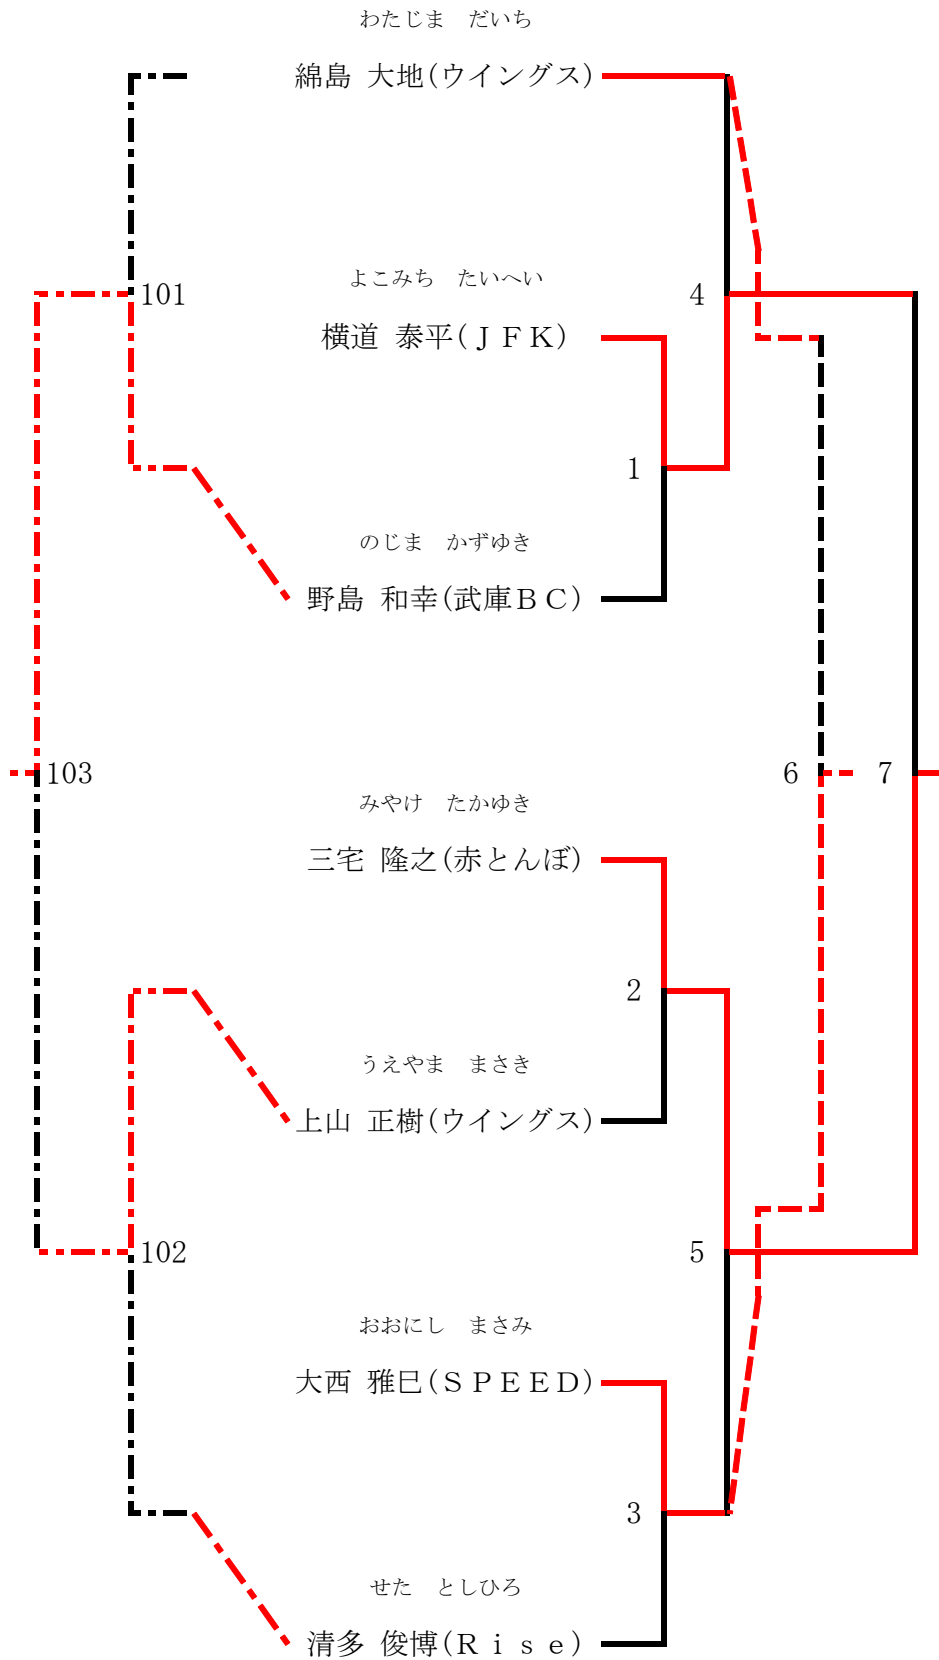 わたじま　だいち
綿島 大地(ウイングス)
101
よこみち　たいへい
4
横道 泰平(ＪＦＫ)
1
のじま　かずゆき
野島 和幸(武庫ＢＣ)
103
6
7
みやけ　たかゆき
三宅 隆之(赤とんぼ)
2
うえやま　まさき
上山 正樹(ウイングス)
102
5
おおにし　まさみ
大西 雅巳(ＳＰＥＥＤ)
3
せた　としひろ
清多 俊博(Ｒｉｓｅ)